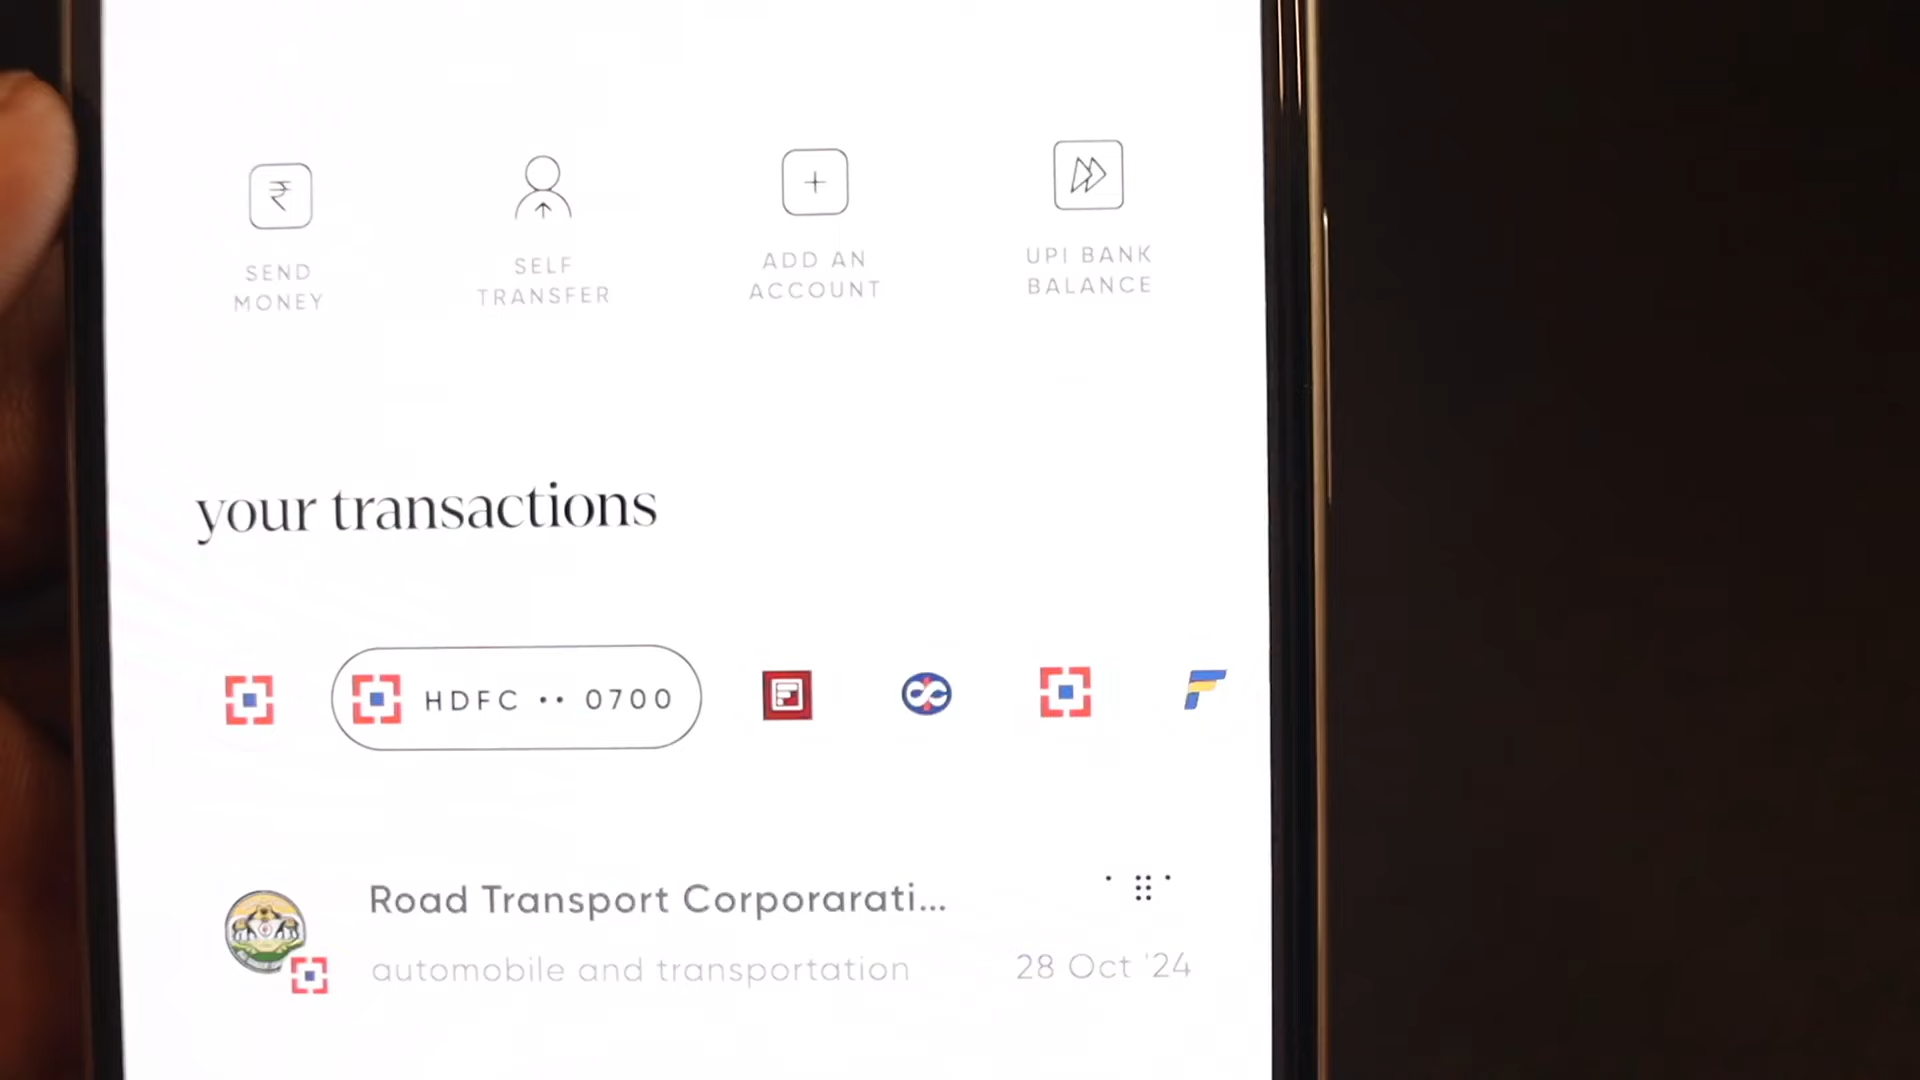 SEND
MONEY
SELF
TRANSFER
ADD AN
ACCOUNT
UPI BANK
BALANCE
your transactions
HDFC •• 0700
Road Transport Corporarati...
automobile and transportation
28 Oct '24